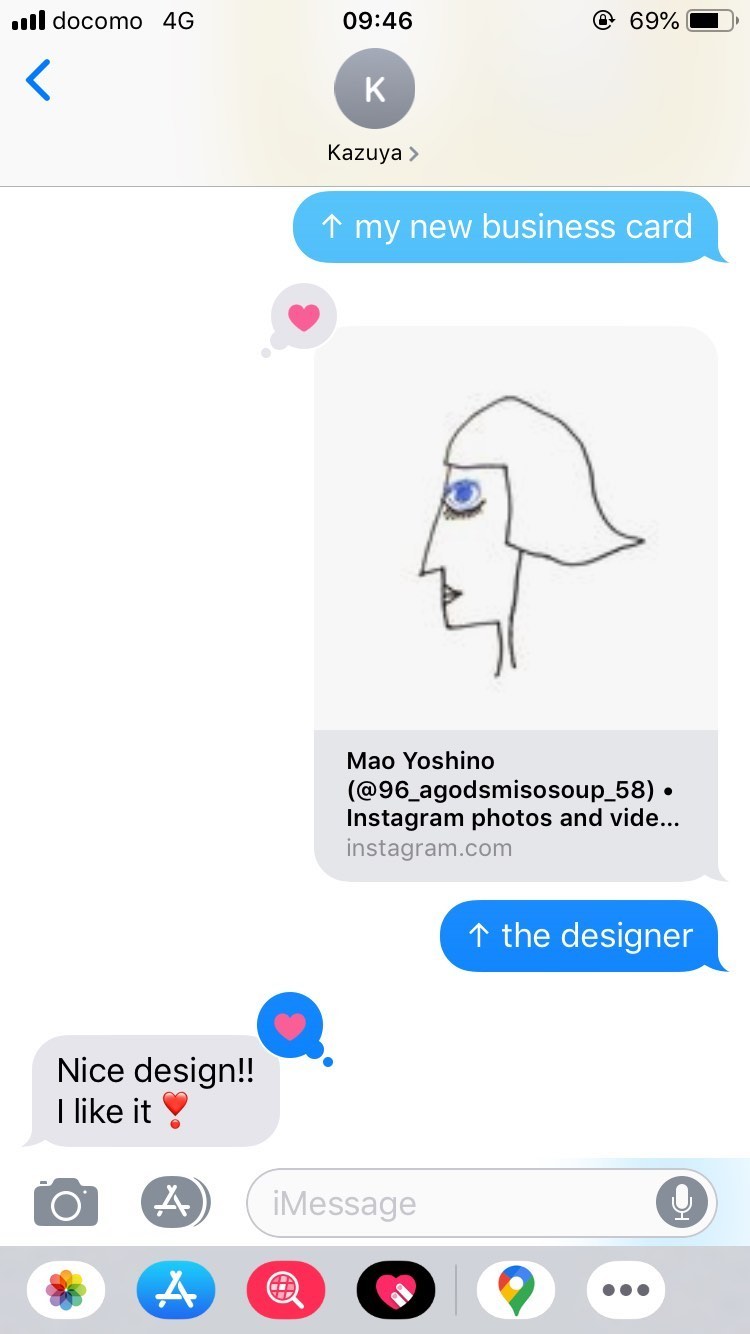 docomo 4G 09:46 69%
K
Kazuya >
↑ my new business card
Mao Yoshino
(@96_agodsmisosoup_58) •
Instagram photos and vide...
instagram.com
↑ the designer
Nice design!!
I like it ❣️
iMessage